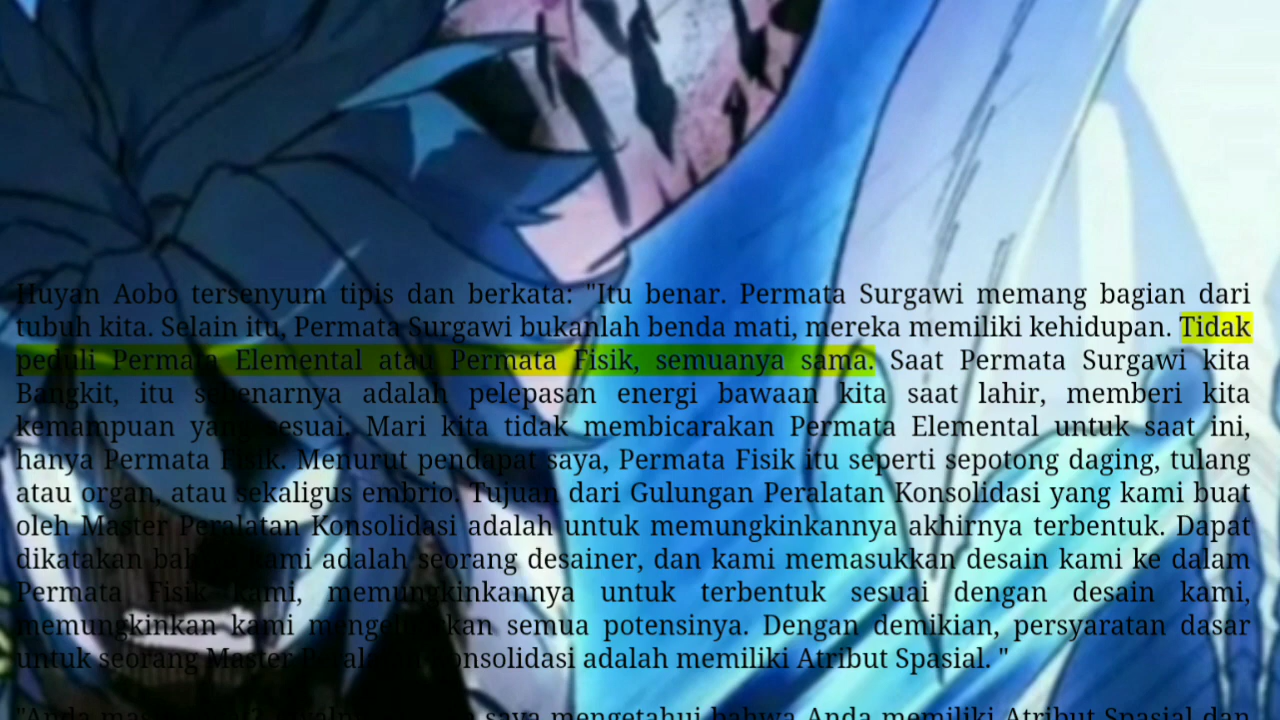 Huyan Aobo tersenyum tipis dan berkata: "Itu benar. Permata Surgawi memang bagian dari
tubuh kita. Selain itu, Permata Surgawi bukanlah benda mati, mereka memiliki kehidupan. Tidak
peduli Permata Elemental atau Permata Fisik, semuanya sama. Saat Permata Surgawi kita
Bangkit, itu sebenarnya adalah pelepasan energi bawaan kita saat lahir, memberi kita
kemampuan yang sesuai. Mari kita tidak membicarakan Permata Elemental untuk saat ini,
hanya Permata Fisik. Menurut pendapat saya, Permata Fisik itu seperti sepotong daging, tulang
atau organ, atau sekaligus embrio. Tujuan dari Gulungan Peralatan Konsolidasi yang kami buat
oleh Master Peralatan Konsolidasi adalah untuk memungkinkannya akhirnya terbentuk. Dapat
dikatakan bahwa kami adalah seorang desainer, dan kami memasukkan desain kami ke dalam
Permata Fisik kami, memungkinkannya untuk terbentuk sesuai dengan desain kami,
memungkinkan kami mengeluarkan semua potensinya. Dengan demikian, persyaratan dasar
untuk seorang Master Peralatan Konsolidasi adalah memiliki Atribut Spasial. "
"Anda saya mengetahui bahwa Anda memiliki Atribut Spasial dan